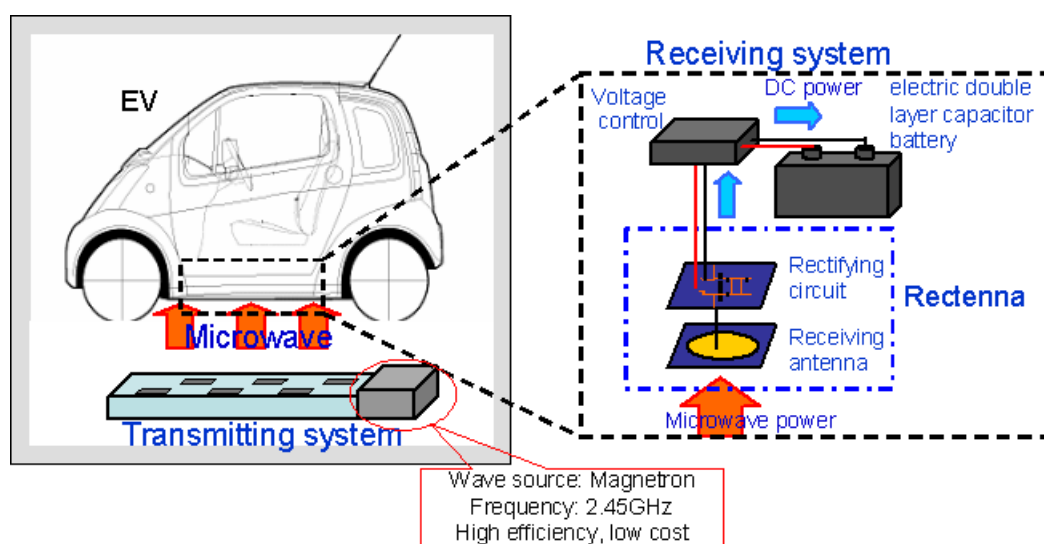 EV
Microwave
Transmitting system
Wave source: Magnetron
Frequency: 2.45GHz
High efficiency, low cost
Receiving system
Voltage
control
DC power
electric double
layer capacitor
battery
Rectifying
circuit
Rectenna
Receiving
antenna
Microwave power